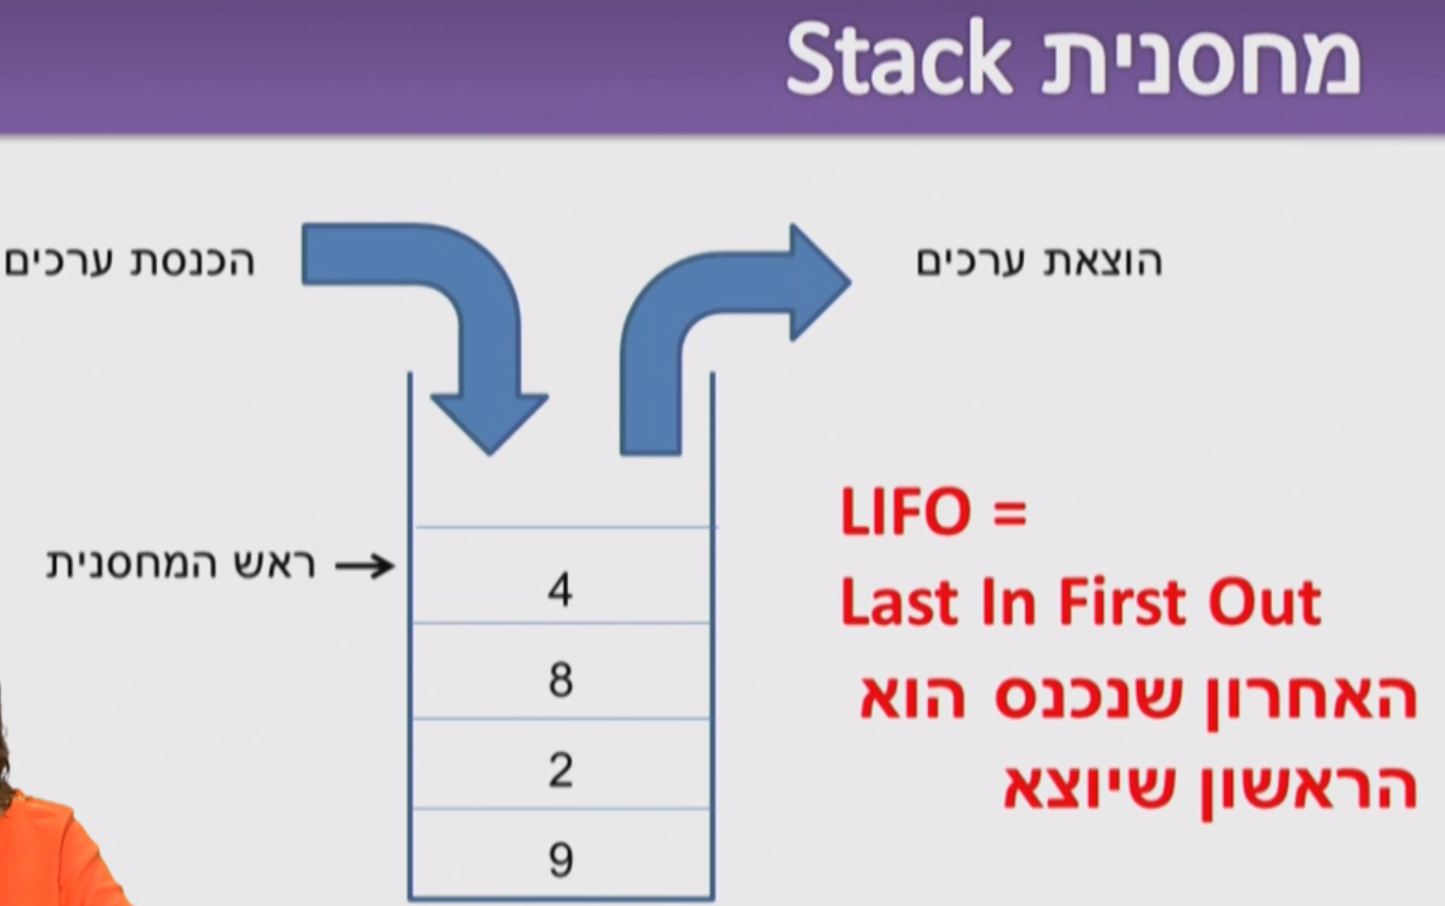 מחסנית Stack
הוצאת ערכים
הכנסת ערכים
ראש המחסנית
4
8
2
9
LIFO =
Last In First Out
האחרון שנכנס הוא
הראשון שיוצא